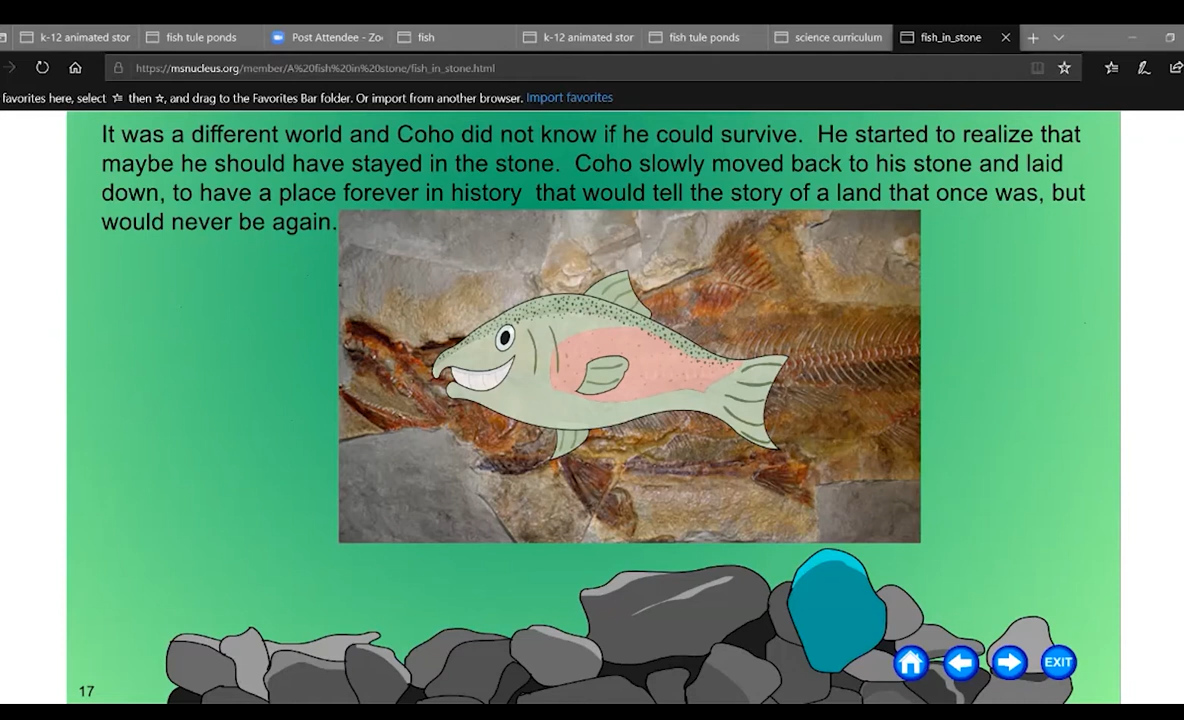 k-12 animated stor
fish tule ponds
Post Attendee - Zo
fish
k-12 animated stor
fish tule ponds
science curriculum
fish_in_stone
https://msnucleus.org/member/A%20fish%20in%20stone/fish_in_stone.html
favorites here, select then, and drag to the Favorites Bar folder. Or import from another browser. Import favorites
It was a different world and Coho did not know if he could survive. He started to realize that
maybe he should have stayed in the stone. Coho slowly moved back to his stone and laid
down, to have a place forever in history that would tell the story of a land that once was, but
would never be again.
EXIT
17